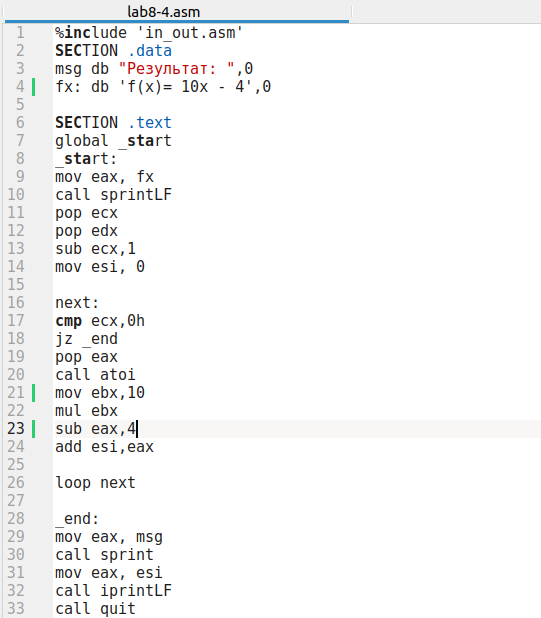 lab8-4.asm
1 %include 'in_out.asm'
2 SECTION .data
3 msg db "Результат: ",0
4 fx: db 'f(x)= 10x - 4',0
5
6 SECTION .text
7 global _start
8 _start:
9 mov eax, fx
10 call sprintLF
11 pop ecx
12 pop edx
13 sub ecx,1
14 mov esi, 0
15
16 next:
17 cmp ecx,0h
18 jz _end
19 pop eax
20 call atoi
21 mov ebx,10
22 mul ebx
23 sub eax,4
24 add esi,eax
25
26 loop next
27
28 _end:
29 mov eax, msg
30 call sprint
31 mov eax, esi
32 call iprintLF
33 call quit